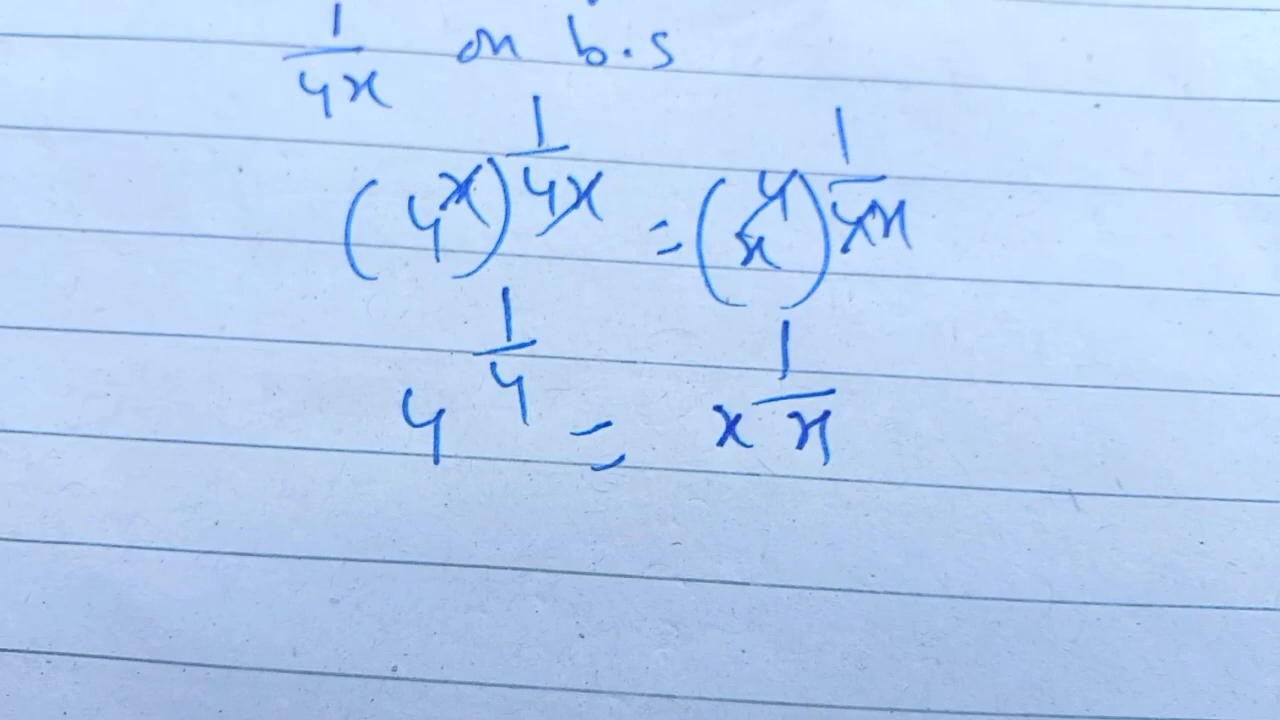 1/4x on b.s
(4^x)^(1/4x) = (x^4)^(1/4x)
4^(1/4) = x^(1/x)